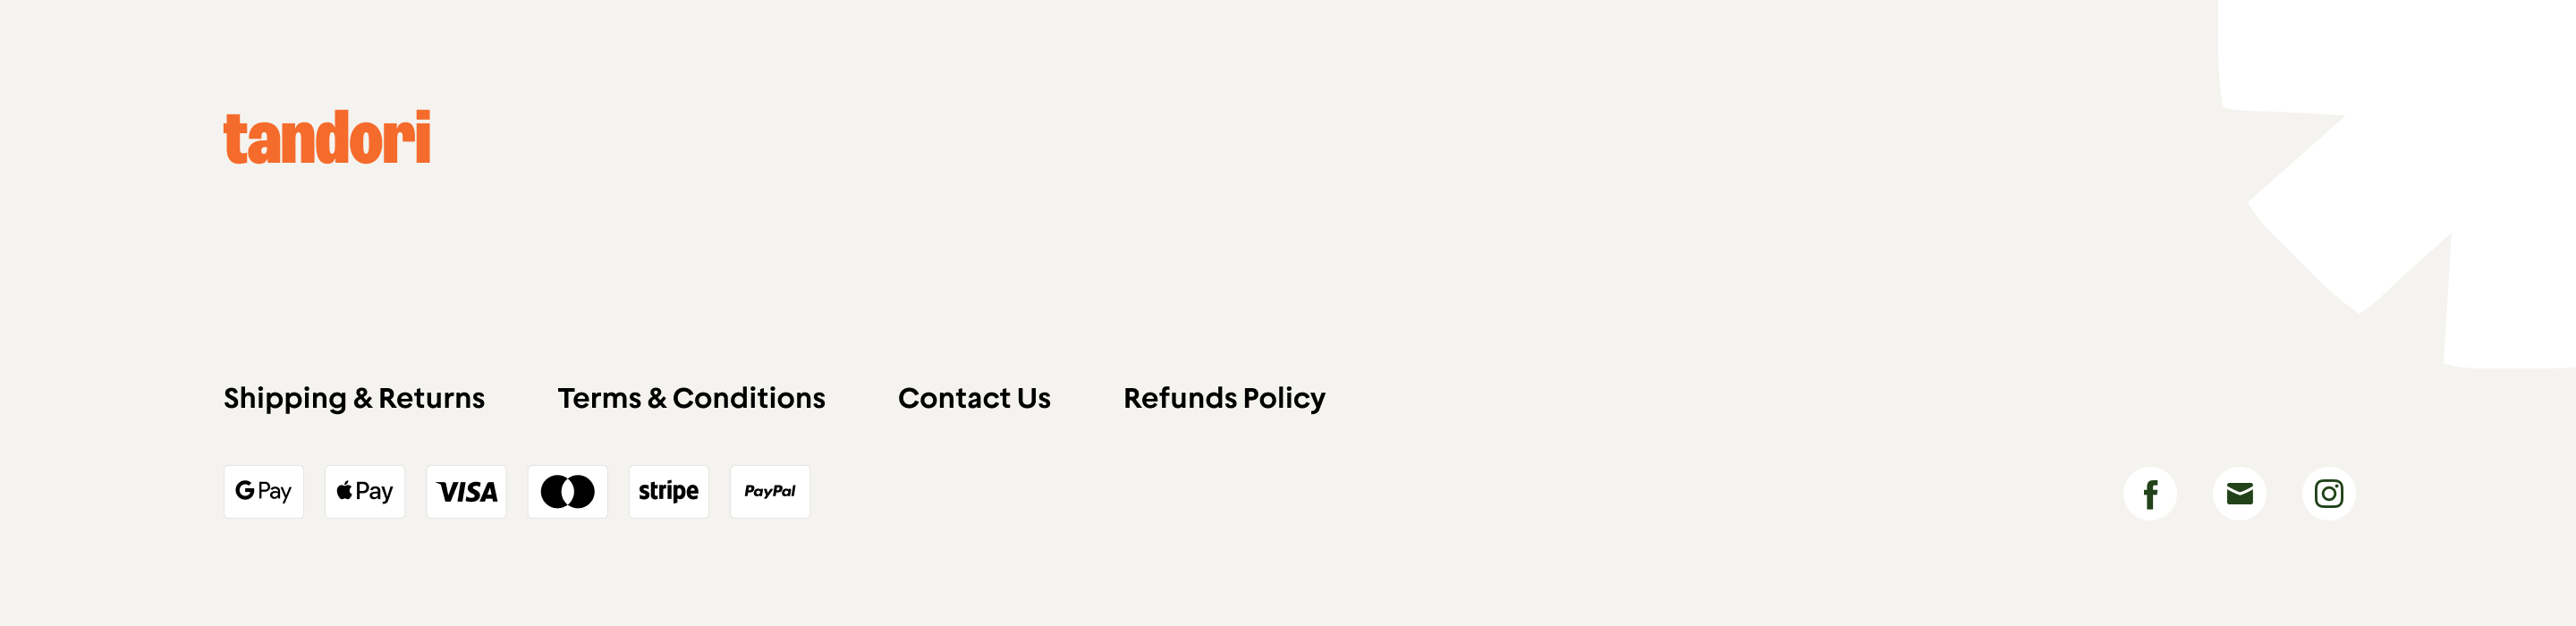 tandori
Shipping & Returns Terms & Conditions Contact Us Refunds Policy
G Pay Pay VISA stripe PayPal